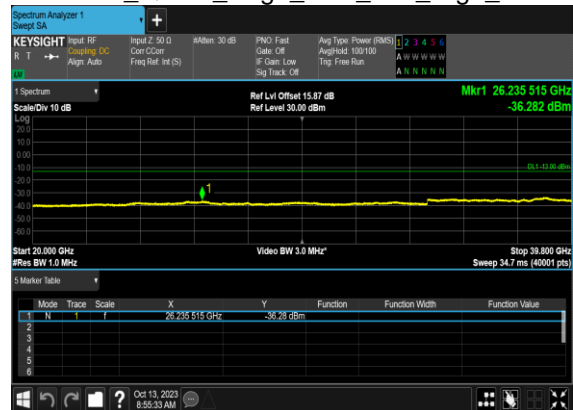 Spectrum Analyzer 1
Swept SA
+
KEYSIGHT
R T
LU
Input: RF
Coupling: DC
Align: Auto
Input Z: 50 Ω
Corr CCorr
Freq Ref: Int (S)
#Atten: 30 dB
PNO: Fast
Gate: Off
IF Gain: Low
Sig Track: Off
Avg Type: Power (RMS)
Avg|Hold: 100/100
Trig: Free Run
1 2 3 4 5 6
A W W W W W
A N N N N N
1 Spectrum
Scale/Div 10 dB
Ref Lvl Offset 15.87 dB
Ref Level 30.00 dBm
Mkr1 26.235 515 GHz
-36.282 dBm
Log
20.0
10.0
0.00
-10.0
-20.0
-30.0
-40.0
-50.0
-60.0
DL1 -13.00 dBm
1
Start 20.000 GHz
#Res BW 1.0 MHz
Video BW 3.0 MHz*
Stop 39.800 GHz
Sweep 34.7 ms (40001 pts)
5 Marker Table
Mode Trace Scale X Y Function Function Width Function Value
1 N 1 f 26.235 515 GHz -36.28 dBm
2
3
4
5
6
?
Oct 13, 2023
8:55:33 AM